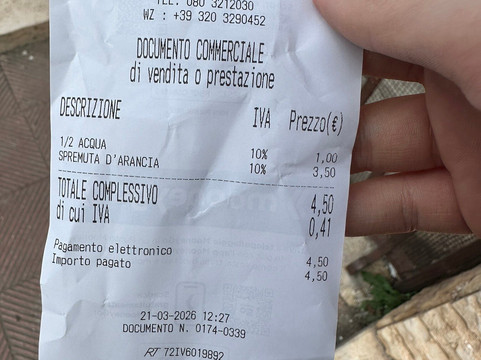 TEL: 080 3212030
WZ : +39 320 3290452
DOCUMENTO COMMERCIALE
di vendita o prestazione
DESCRIZIONE IVA Prezzo(€)
1/2 ACQUA 10% 1,00
SPREMUTA D'ARANCIA 10% 3,50
TOTALE COMPLESSIVO 4,50
di cui IVA 0,41
Pagamento elettronico 4,50
Importo pagato 4,50
21-03-2026 12:27
DOCUMENTO N. 0174-0339
RT 72IV6019892